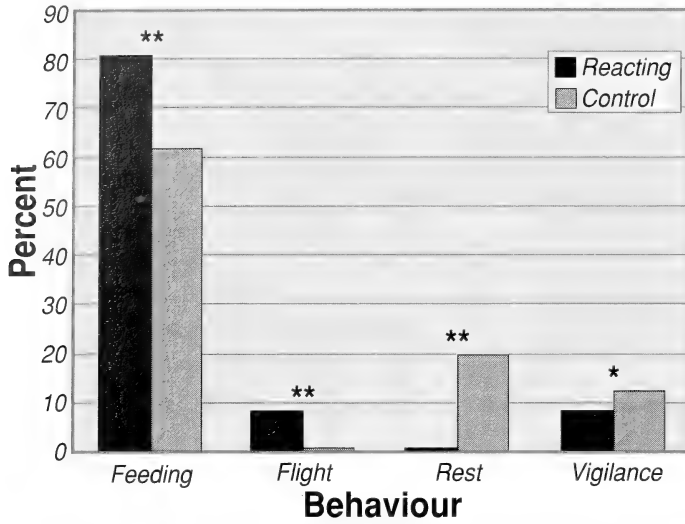 90
80
70
60
50
40
30
20
10
0
Percent
**
**
**
*
Reacting
Control
Feeding
Flight
Rest
Vigilance
Behaviour